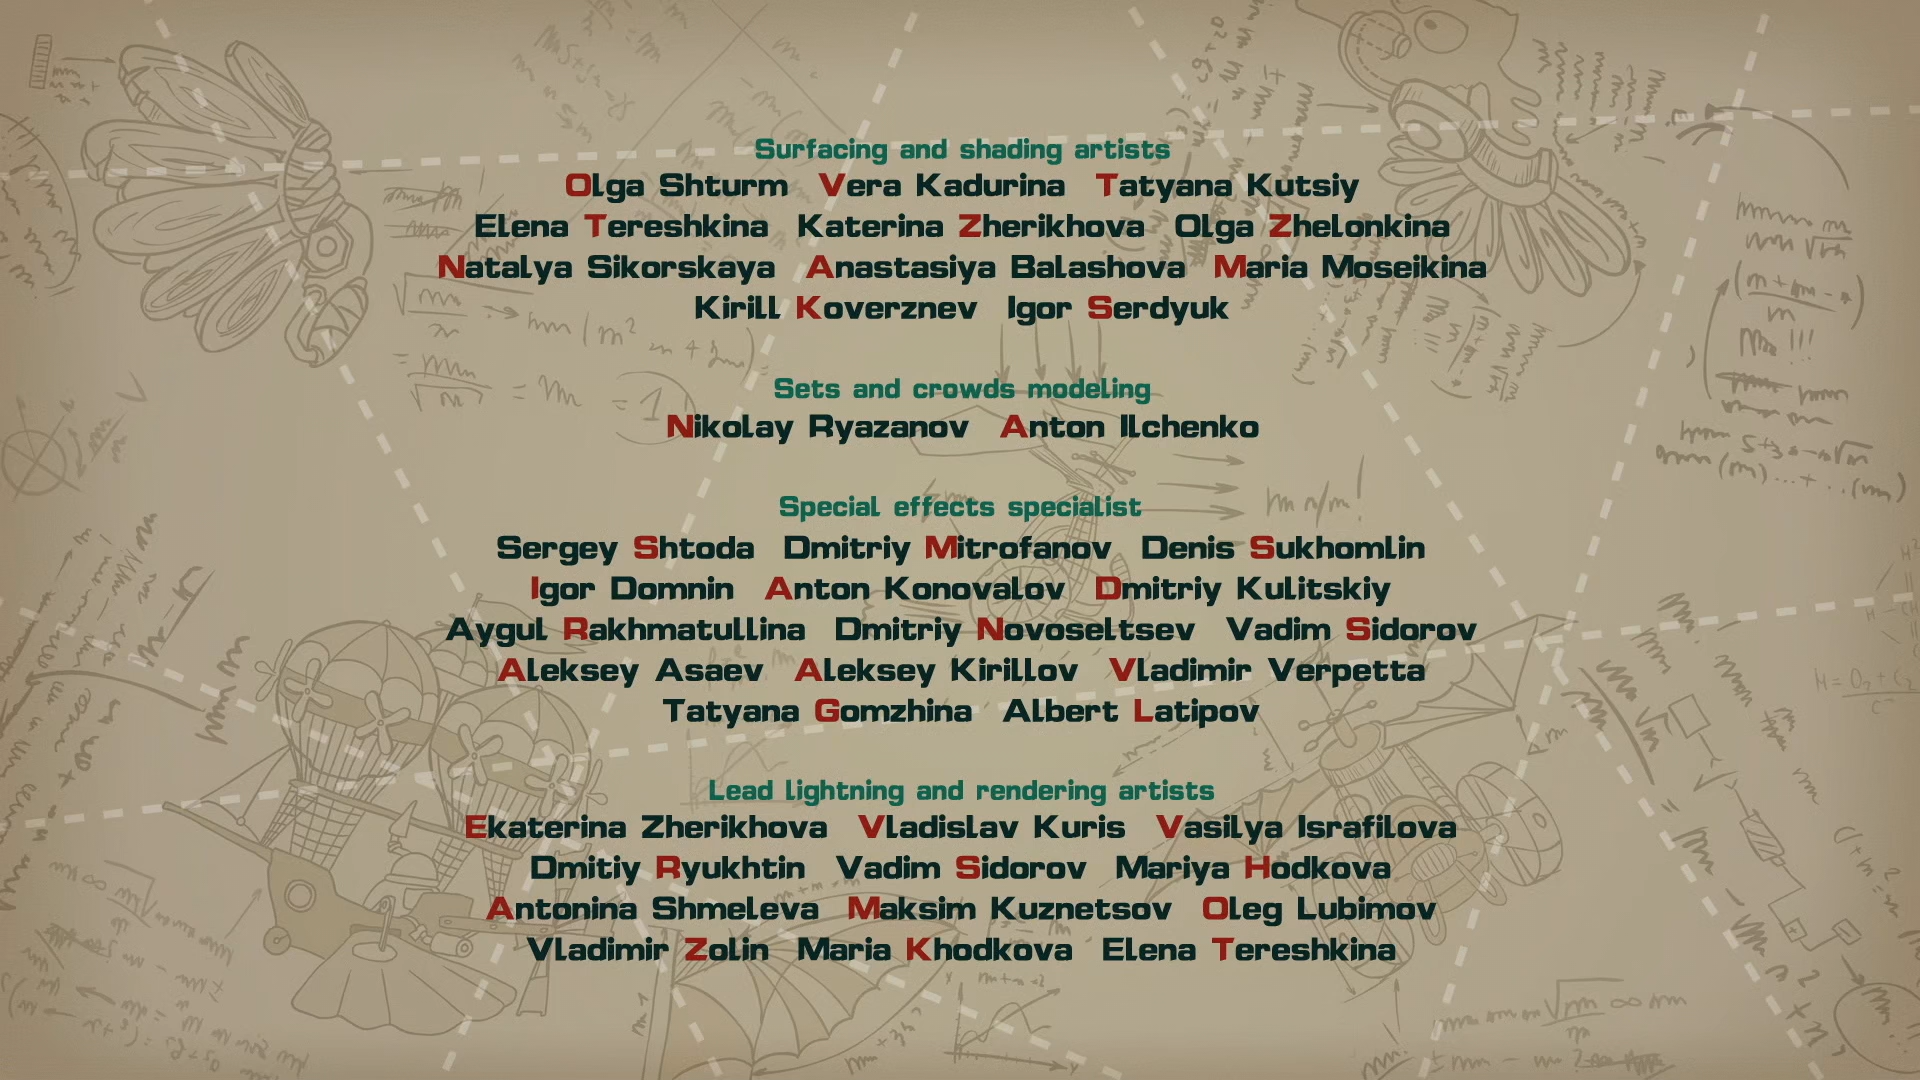 Surfacing and shading artists
Olga Shturm Vera Kadurina Tatyana Kutsiy
Elena Tereshkina Katerina Zherikhova Olga Zhelonkina
Natalya Sikorskaya Anastasiya Balashova Maria Moseikina
Kirill Koverznev Igor Serdyuk
Sets and crowds modeling
Nikolay Ryazanov Anton Ilchenko
Special effects specialist
Sergey Shtoda Dmitriy Mitrofanov Denis Sukhomlin
Igor Domnin Anton Konovalov Dmitriy Kulitskiy
Aygul Rakhmatullina Dmitriy Novoseltsev Vadim Sidorov
Aleksey Asaev Aleksey Kirillov Vladimir Verpetta
Tatyana Gomzhina Albert Latipov
Lead lightning and rendering artists
Ekaterina Zherikhova Vladislav Kuris Vasilya Israfilova
Dmitiy Ryukhtin Vadim Sidorov Mariya Hodkova
Antonina Shmeleva Maksim Kuznetsov Oleg Lubimov
Vladimir Zolin Maria Khodkova Elena Tereshkina